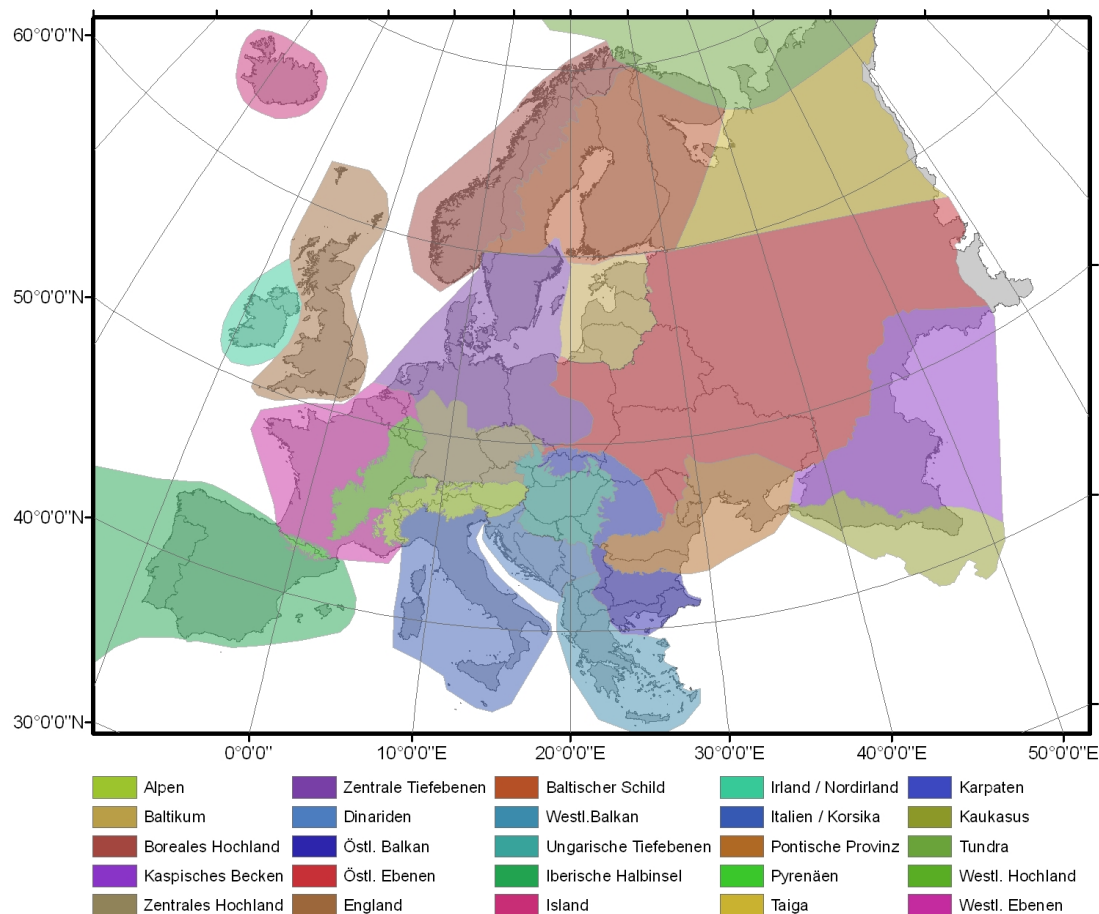 60°0'0"N
50°0'0"N
40°0'0"N
30°0'0"N
0°0'0" 10°0'0"E 20°0'0"E 30°0'0"E 40°0'0"E 50°0'0"E
Alpen Zentrale Tiefebenen Baltischer Schild Irland / Nordirland Karpaten
Baltikum Dinariden Westl.Balkan Italien / Korsika Kaukasus
Boreales Hochland Östl. Balkan Ungarische Tiefebenen Pontische Provinz Tundra
Kaspisches Becken Östl. Ebenen Iberische Halbinsel Pyrenäen Westl. Hochland
Zentrales Hochland England Island Taiga Westl. Ebenen